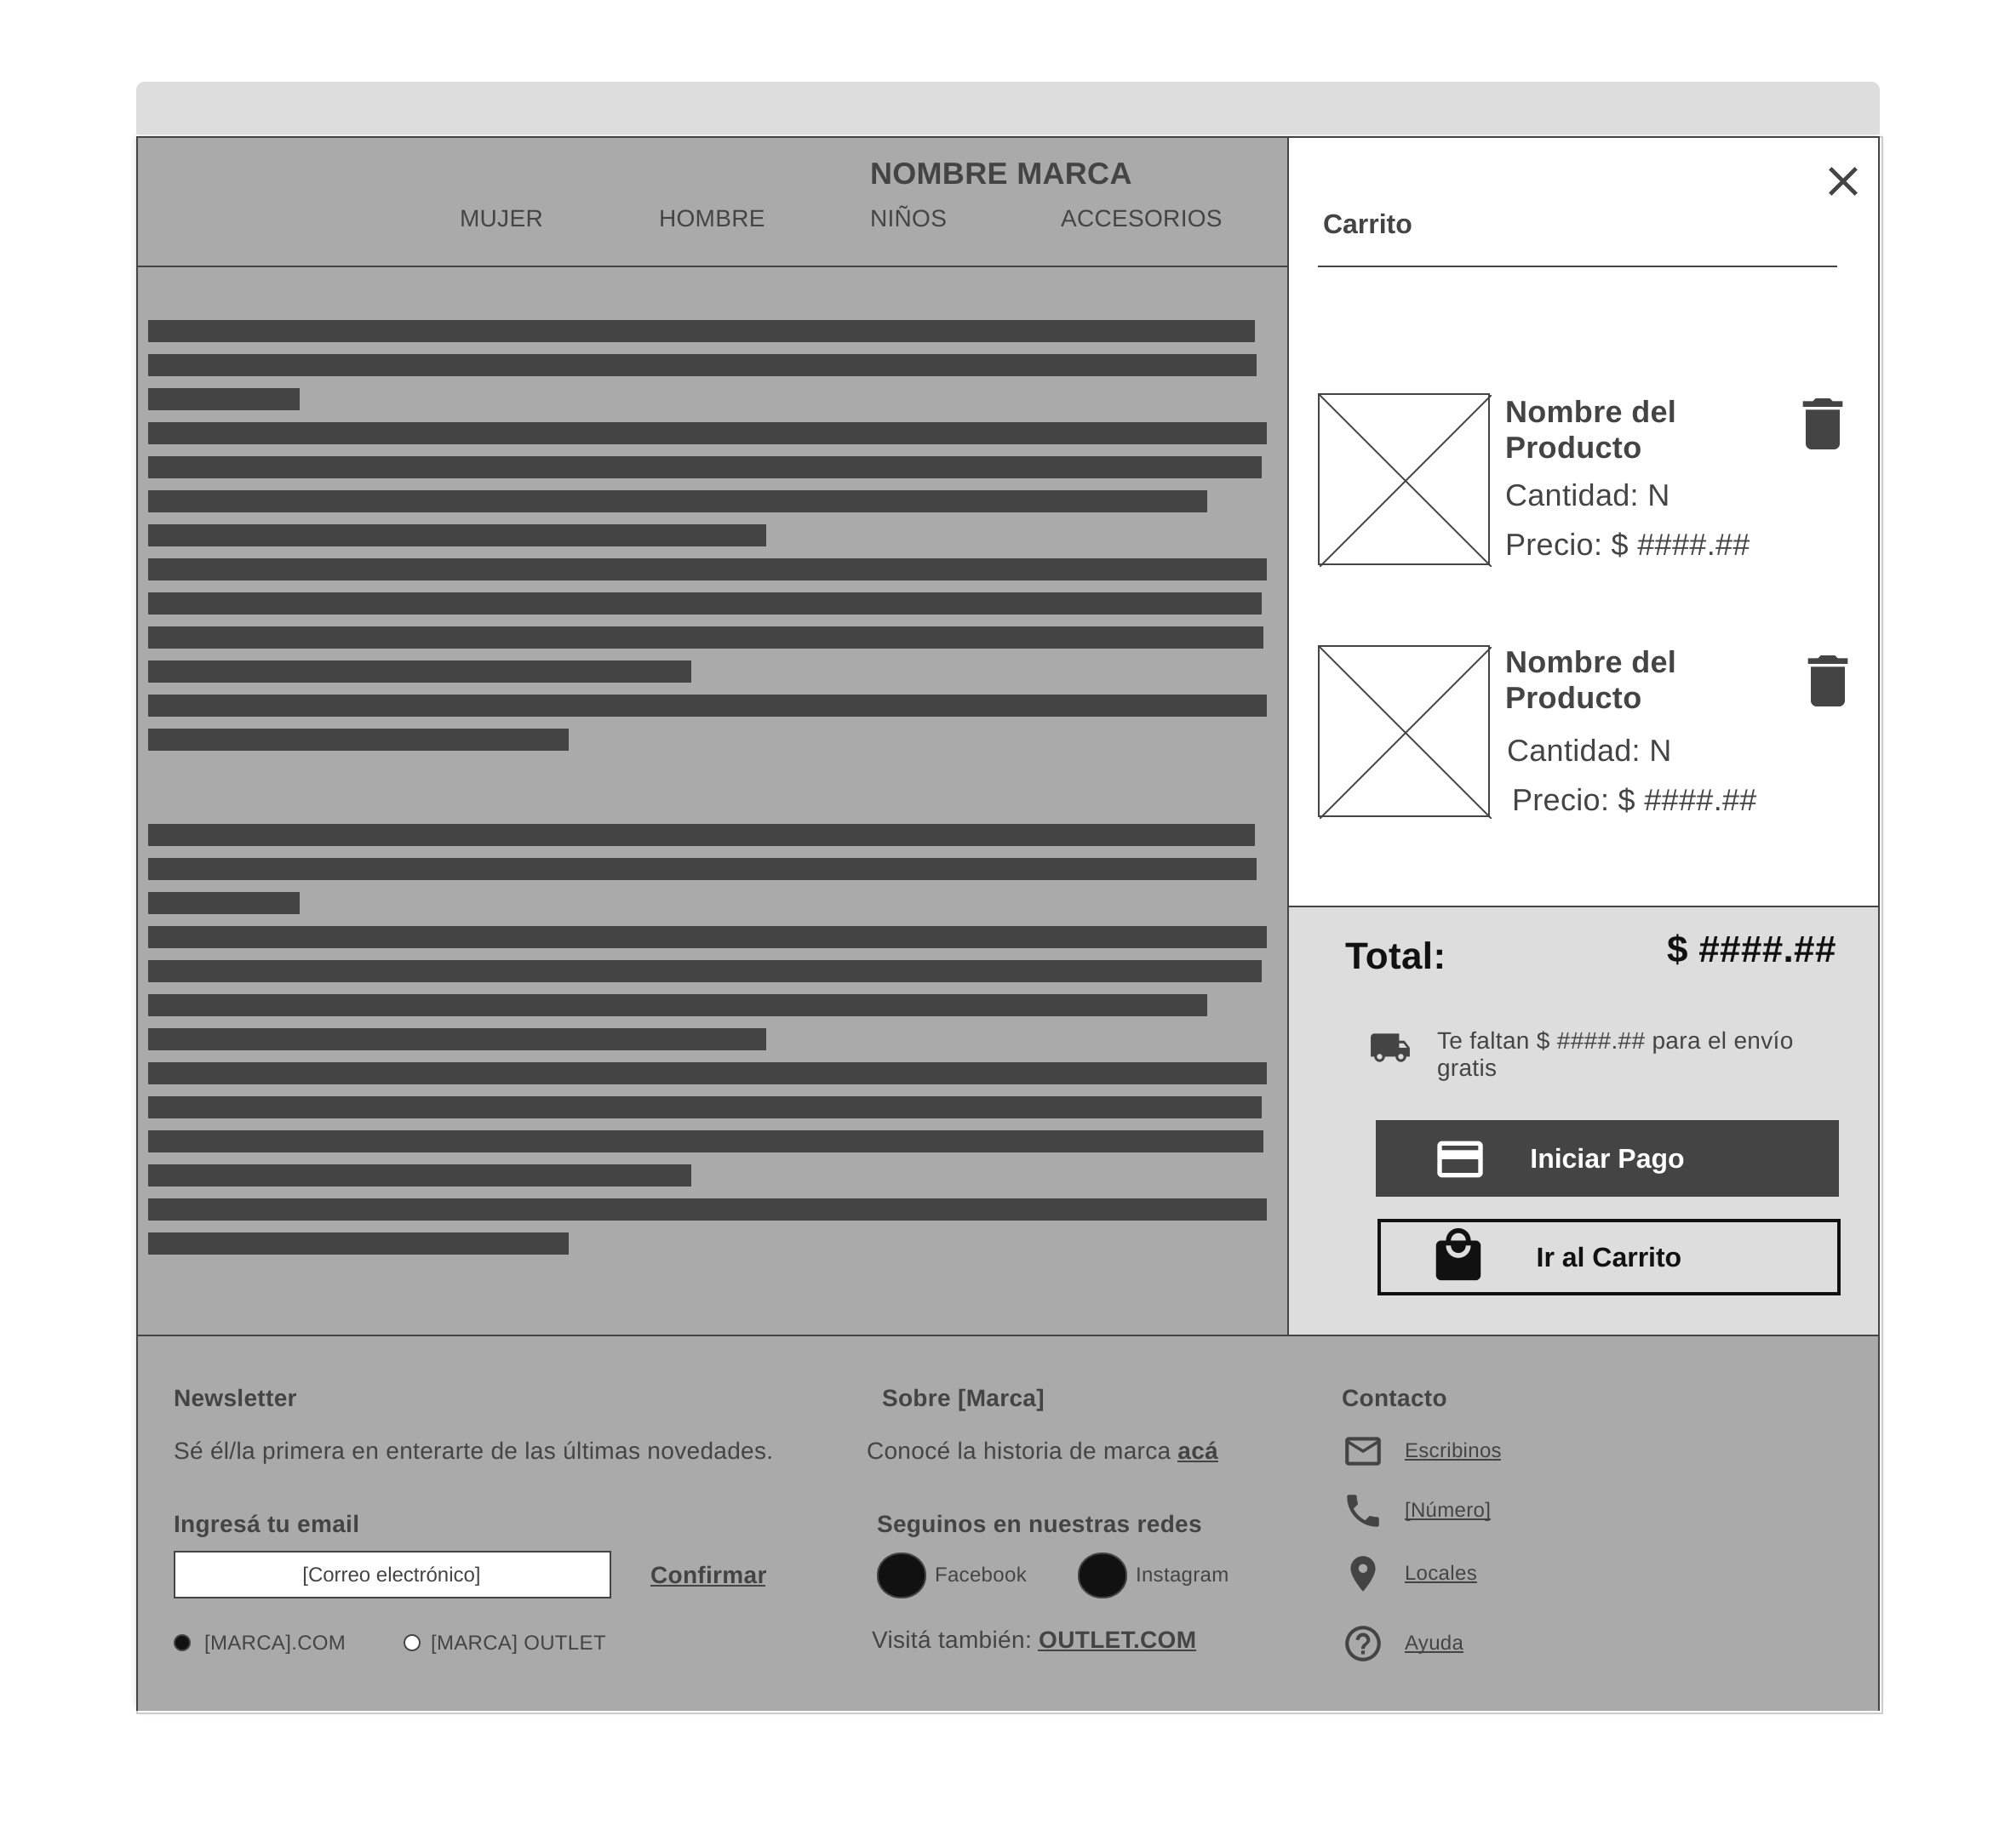 NOMBRE MARCA
MUJER HOMBRE NIÑOS ACCESORIOS
Carrito
Nombre del
Producto
Cantidad: N
Precio: $ ####.##
Nombre del
Producto
Cantidad: N
Precio: $ ####.##
Total: $ ####.##
Te faltan $ ####.## para el envío
gratis
Iniciar Pago
Ir al Carrito
Newsletter
Sé él/la primera en enterarte de las últimas novedades.
Ingresá tu email
[Correo electrónico] Confirmar
[MARCA].COM [MARCA] OUTLET
Sobre [Marca]
Conocé la historia de marca acá
Seguinos en nuestras redes
Facebook Instagram
Visitá también: OUTLET.COM
Contacto
Escribinos
[Número]
Locales
Ayuda